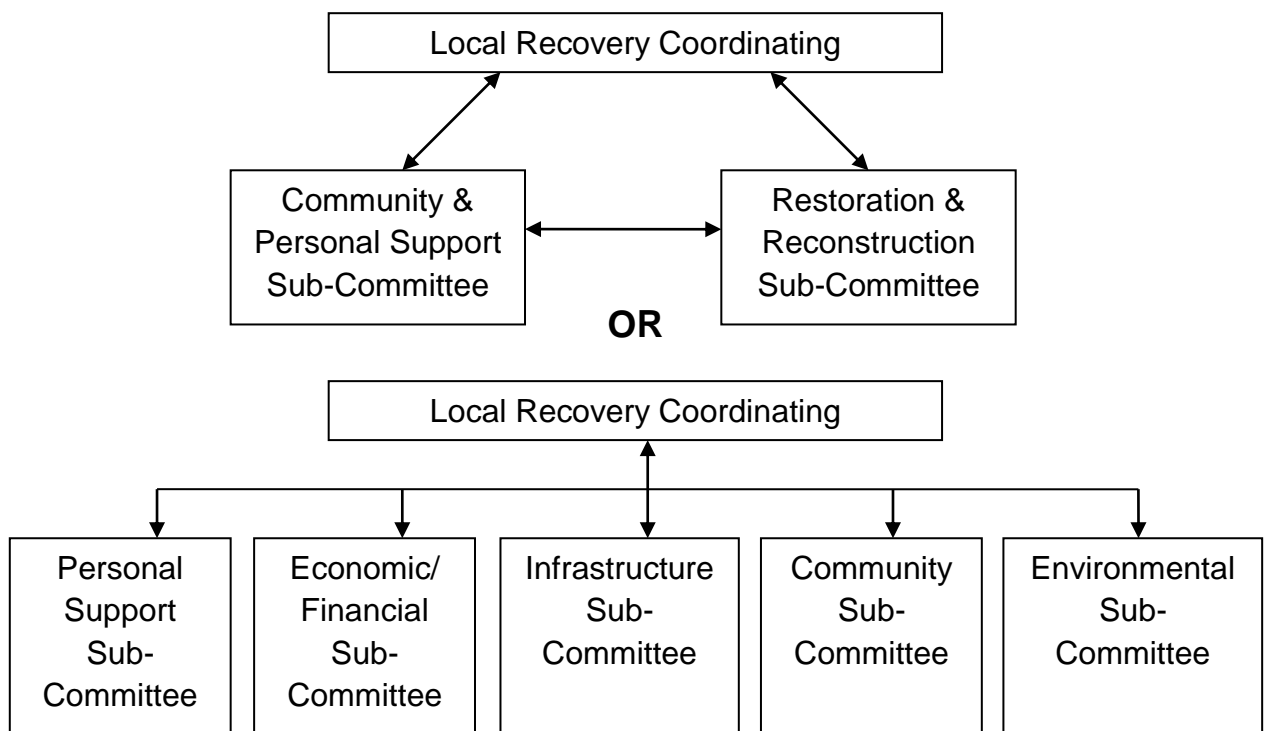 Local Recovery Coordinating
Community &
Personal Support
Sub-Committee
Restoration &
Reconstruction
Sub-Committee
OR
Local Recovery Coordinating
Personal
Support
Sub-
Committee
Economic/
Financial
Sub-
Committee
Infrastructure
Sub-
Committee
Community
Sub-
Committee
Environmental
Sub-
Committee